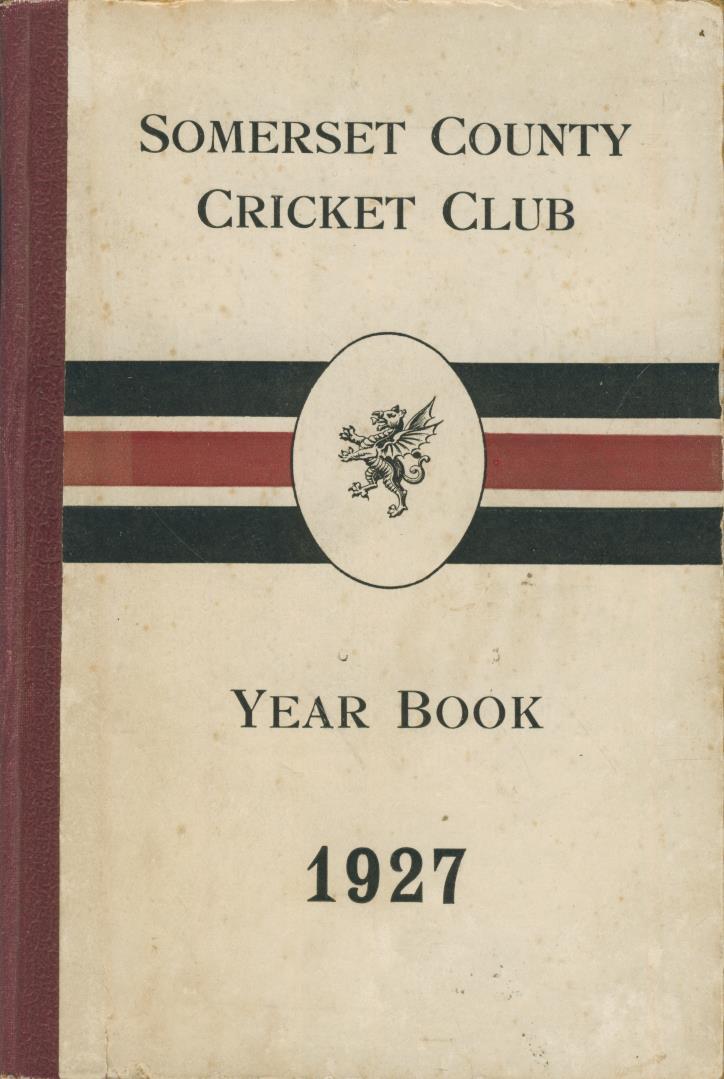 SOMERSET COUNTY
CRICKET CLUB
YEAR BOOK
1927